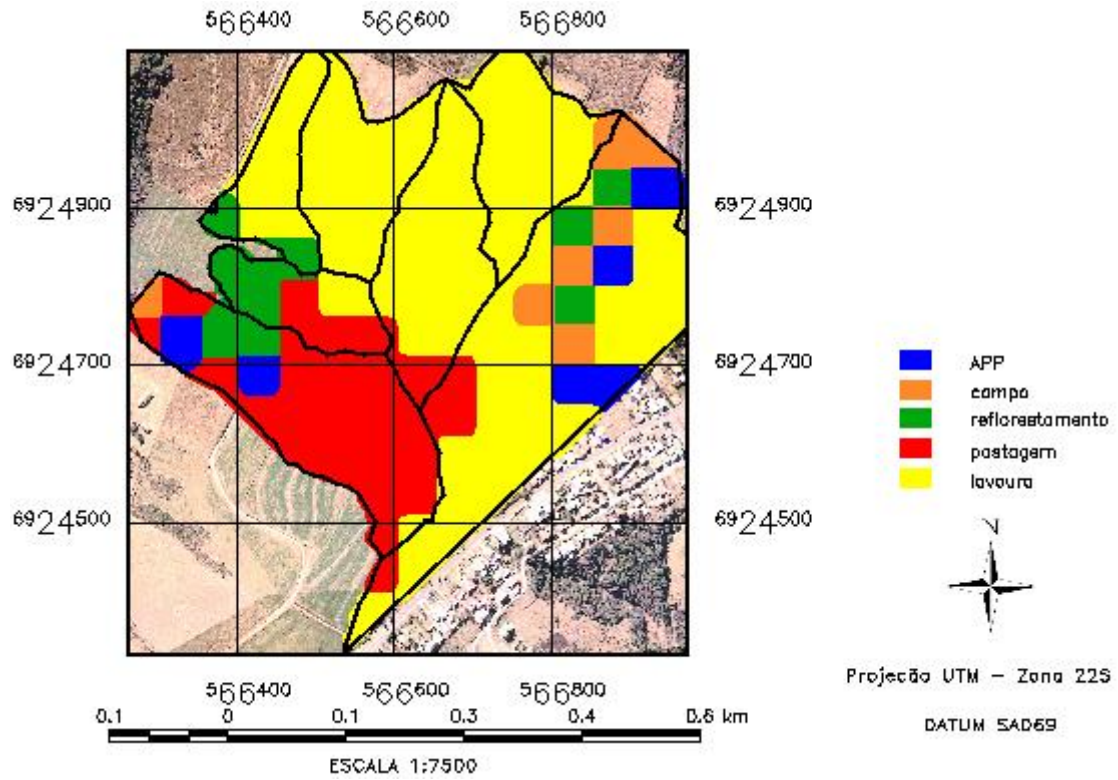 566400 566600 566800
6924900 6924900
6924700 6924700
6924500 6924500
566400 566600 566800
0.1 0 0.1 0.3 0.4 0.6 km
ESCALA 1:7500
APP
campo
reflorestamento
pastagem
lavoura
N
Projecão UTM – Zona 22S
DATUM SAD69